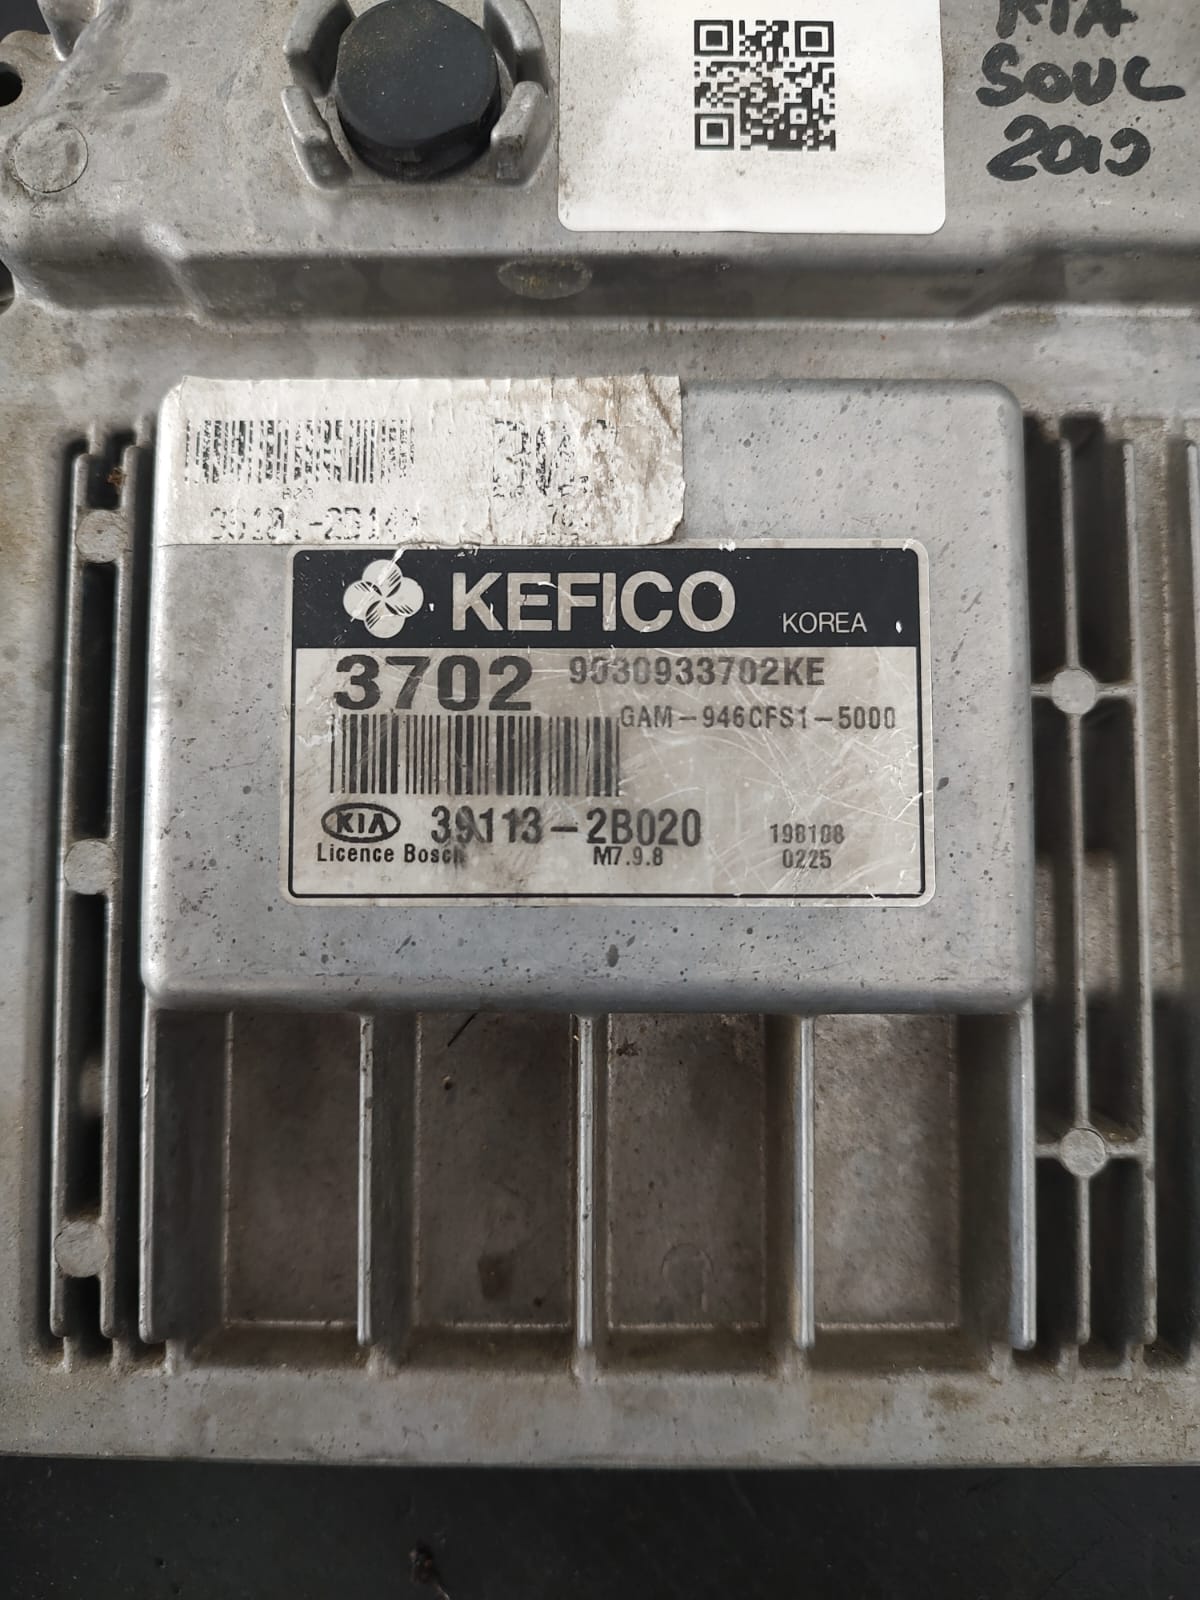 KIA
SOUL
2010
KEFICO KOREA
3702 9030933702KE
GAM-946CFS1-5000
KIA 39113-2B020 198108
Licence Bosch M7.9.8 0225